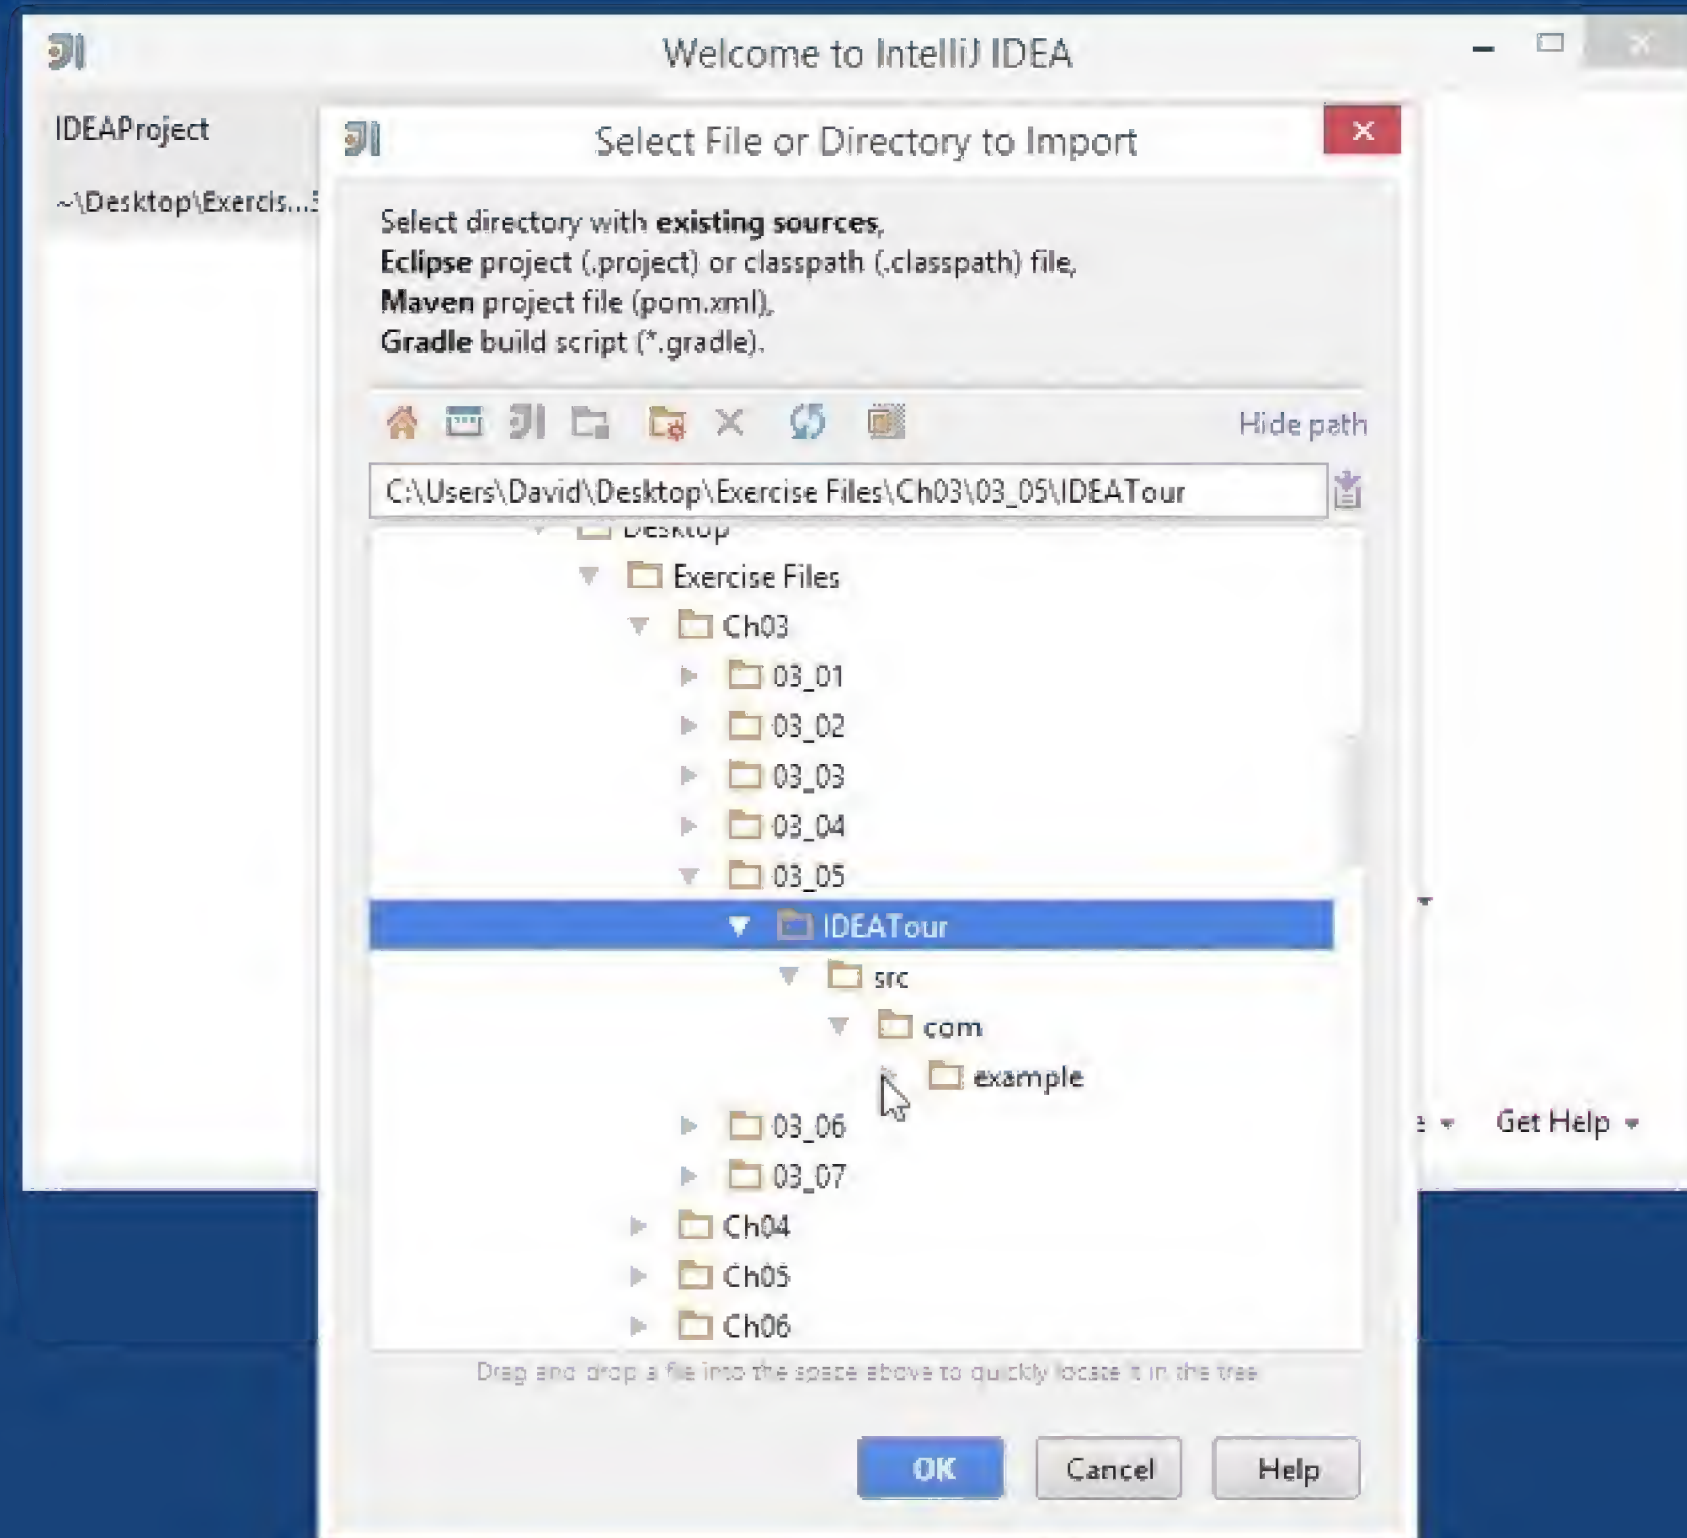 Welcome to IntelliJ IDEA
IDEAProject
~\Desktop\Exercis...
Select File or Directory to Import
Select directory with existing sources,
Eclipse project (.project) or classpath (.classpath) file,
Maven project file (pom.xml),
Gradle build script (*.gradle).
Hide path
C:\Users\David\Desktop\Exercise Files\Ch03\03_05\IDEATour
Desktop
Exercise Files
Ch03
03_01
03_02
03_03
03_04
03_05
IDEATour
src
com
example
03_06
03_07
Ch04
Ch05
Ch06
Get Help
Drag and drop a file into the space above to quickly locate it in the tree
OK
Cancel
Help